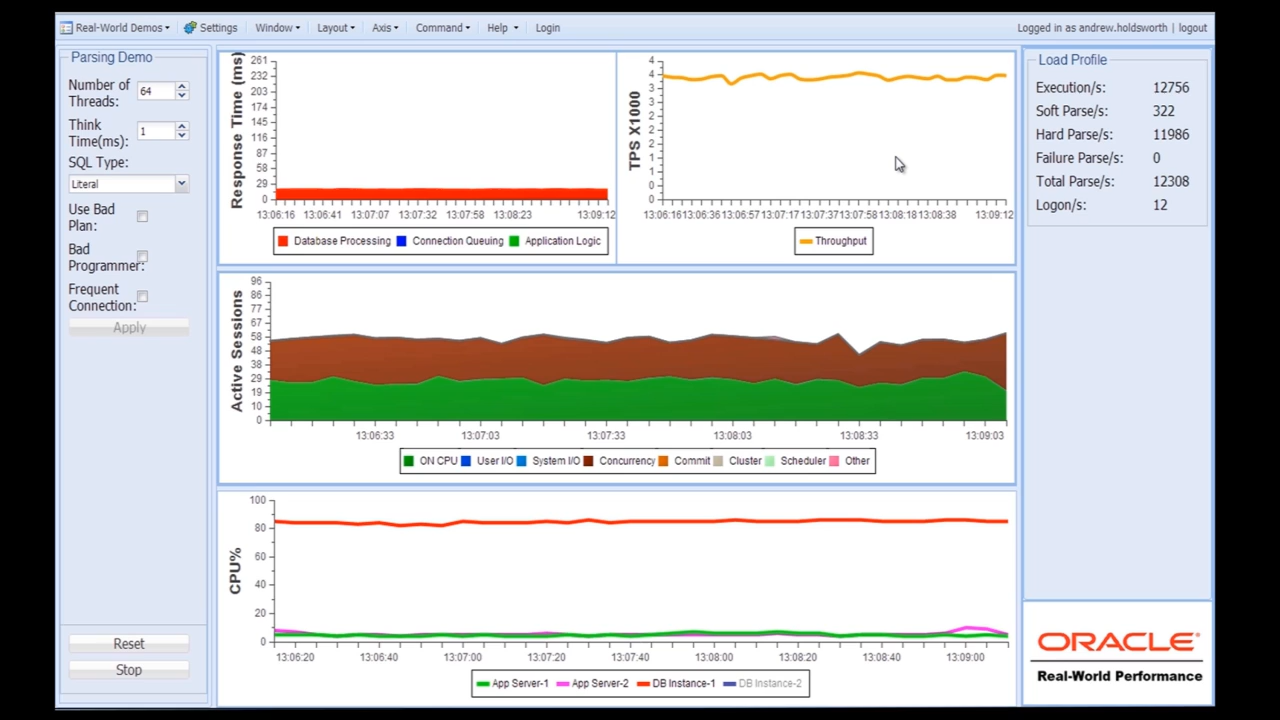 Real-World Demos Settings Window Layout Axis Command Help Login Logged in as andrew.holdsworth | logout
Parsing Demo
Number of
Threads: 64
Think
Time(ms): 1
SQL Type:
Literal
Use Bad
Plan:
Bad
Programmer:
Frequent
Connection:
Apply
Reset
Stop
Response Time (ms)
261
232
203
174
145
116
87
58
29
0
13:06:16 13:06:41 13:07:07 13:07:32 13:07:58 13:08:23 13:09:12
Database Processing Connection Queuing Application Logic
TPS X1000
4
4
3
3
2
2
1
1
0
0
13:06:16 13:06:36 13:06:57 13:07:17 13:07:37 13:07:58 13:08:18 13:08:38 13:09:12
Throughput
Active Sessions
96
86
77
67
58
48
38
29
19
10
0
13:06:33 13:07:03 13:07:33 13:08:03 13:08:33 13:09:03
ON CPU User I/O System I/O Concurrency Commit Cluster Scheduler Other
CPU%
100
80
60
40
20
0
13:06:20 13:06:40 13:07:00 13:07:20 13:07:40 13:08:00 13:08:20 13:08:40 13:09:00
App Server-1 App Server-2 DB Instance-1 DB Instance-2
Load Profile
Execution/s: 12756
Soft Parse/s: 322
Hard Parse/s: 11986
Failure Parse/s: 0
Total Parse/s: 12308
Logon/s: 12
ORACLE
Real-World Performance